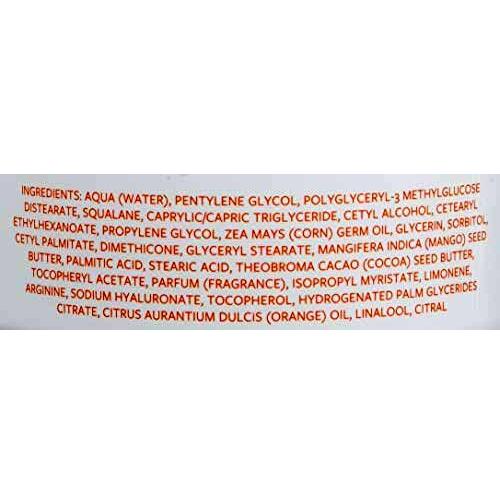 INGREDIENTS: AQUA (WATER), PENTYLENE GLYCOL, POLYGLYCERYL-3 METHYLGLUCOSE
DISTEARATE, SQUALANE, CAPRYLIC/CAPRIC TRIGLYCERIDE, CETYL ALCOHOL, CETEARYL
ETHYLHEXANOATE, PROPYLENE GLYCOL, ZEA MAYS (CORN) GERM OIL, GLYCERIN, SORBITOL,
CETYL PALMITATE, DIMETHICONE, GLYCERYL STEARATE, MANGIFERA INDICA (MANGO) SEED
BUTTER, PALMITIC ACID, STEARIC ACID, THEOBROMA CACAO (COCOA) SEED BUTTER,
TOCOPHERYL ACETATE, PARFUM (FRAGRANCE), ISOPROPYL MYRISTATE, LIMONENE,
ARGININE, SODIUM HYALURONATE, TOCOPHEROL, HYDROGENATED PALM GLYCERIDES
CITRATE, CITRUS AURANTIUM DULCIS (ORANGE) OIL, LINALOOL, CITRAL